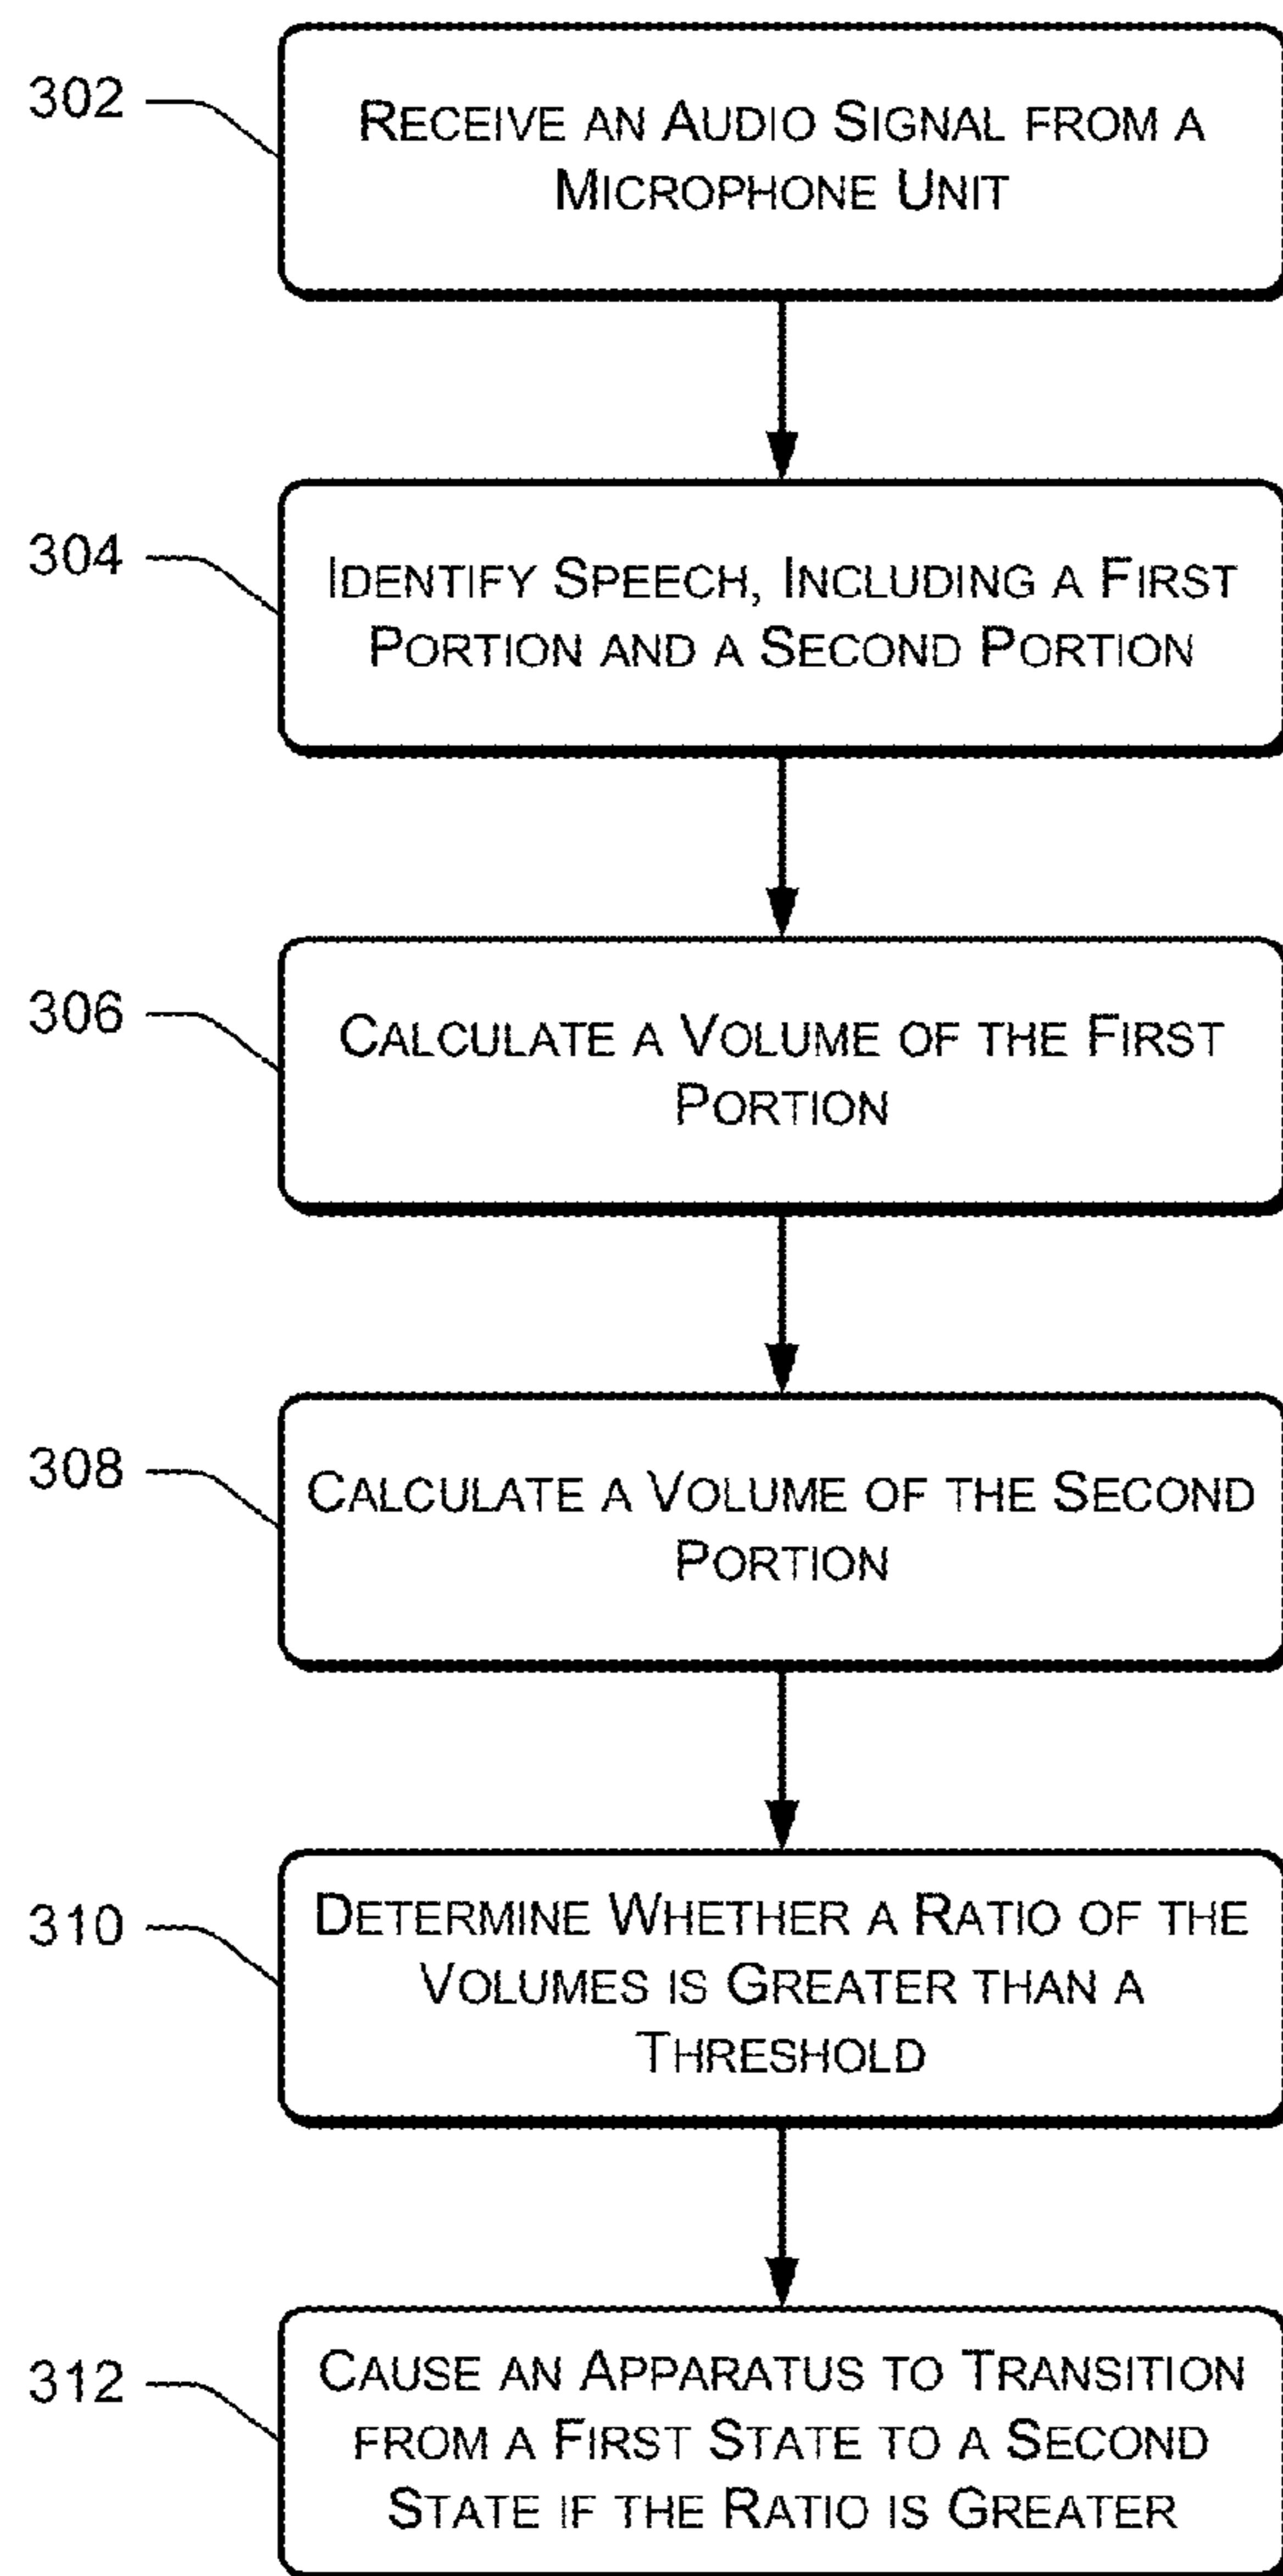 302
RECEIVE AN AUDIO SIGNAL FROM A
MICROPHONE UNIT
304
IDENTIFY SPEECH, INCLUDING A FIRST
PORTION AND A SECOND PORTION
306
CALCULATE A VOLUME OF THE FIRST
PORTION
308
CALCULATE A VOLUME OF THE SECOND
PORTION
310
DETERMINE WHETHER A RATIO OF THE
VOLUMES IS GREATER THAN A
THRESHOLD
312
CAUSE AN APPARATUS TO TRANSITION
FROM A FIRST STATE TO A SECOND
STATE IF THE RATIO IS GREATER